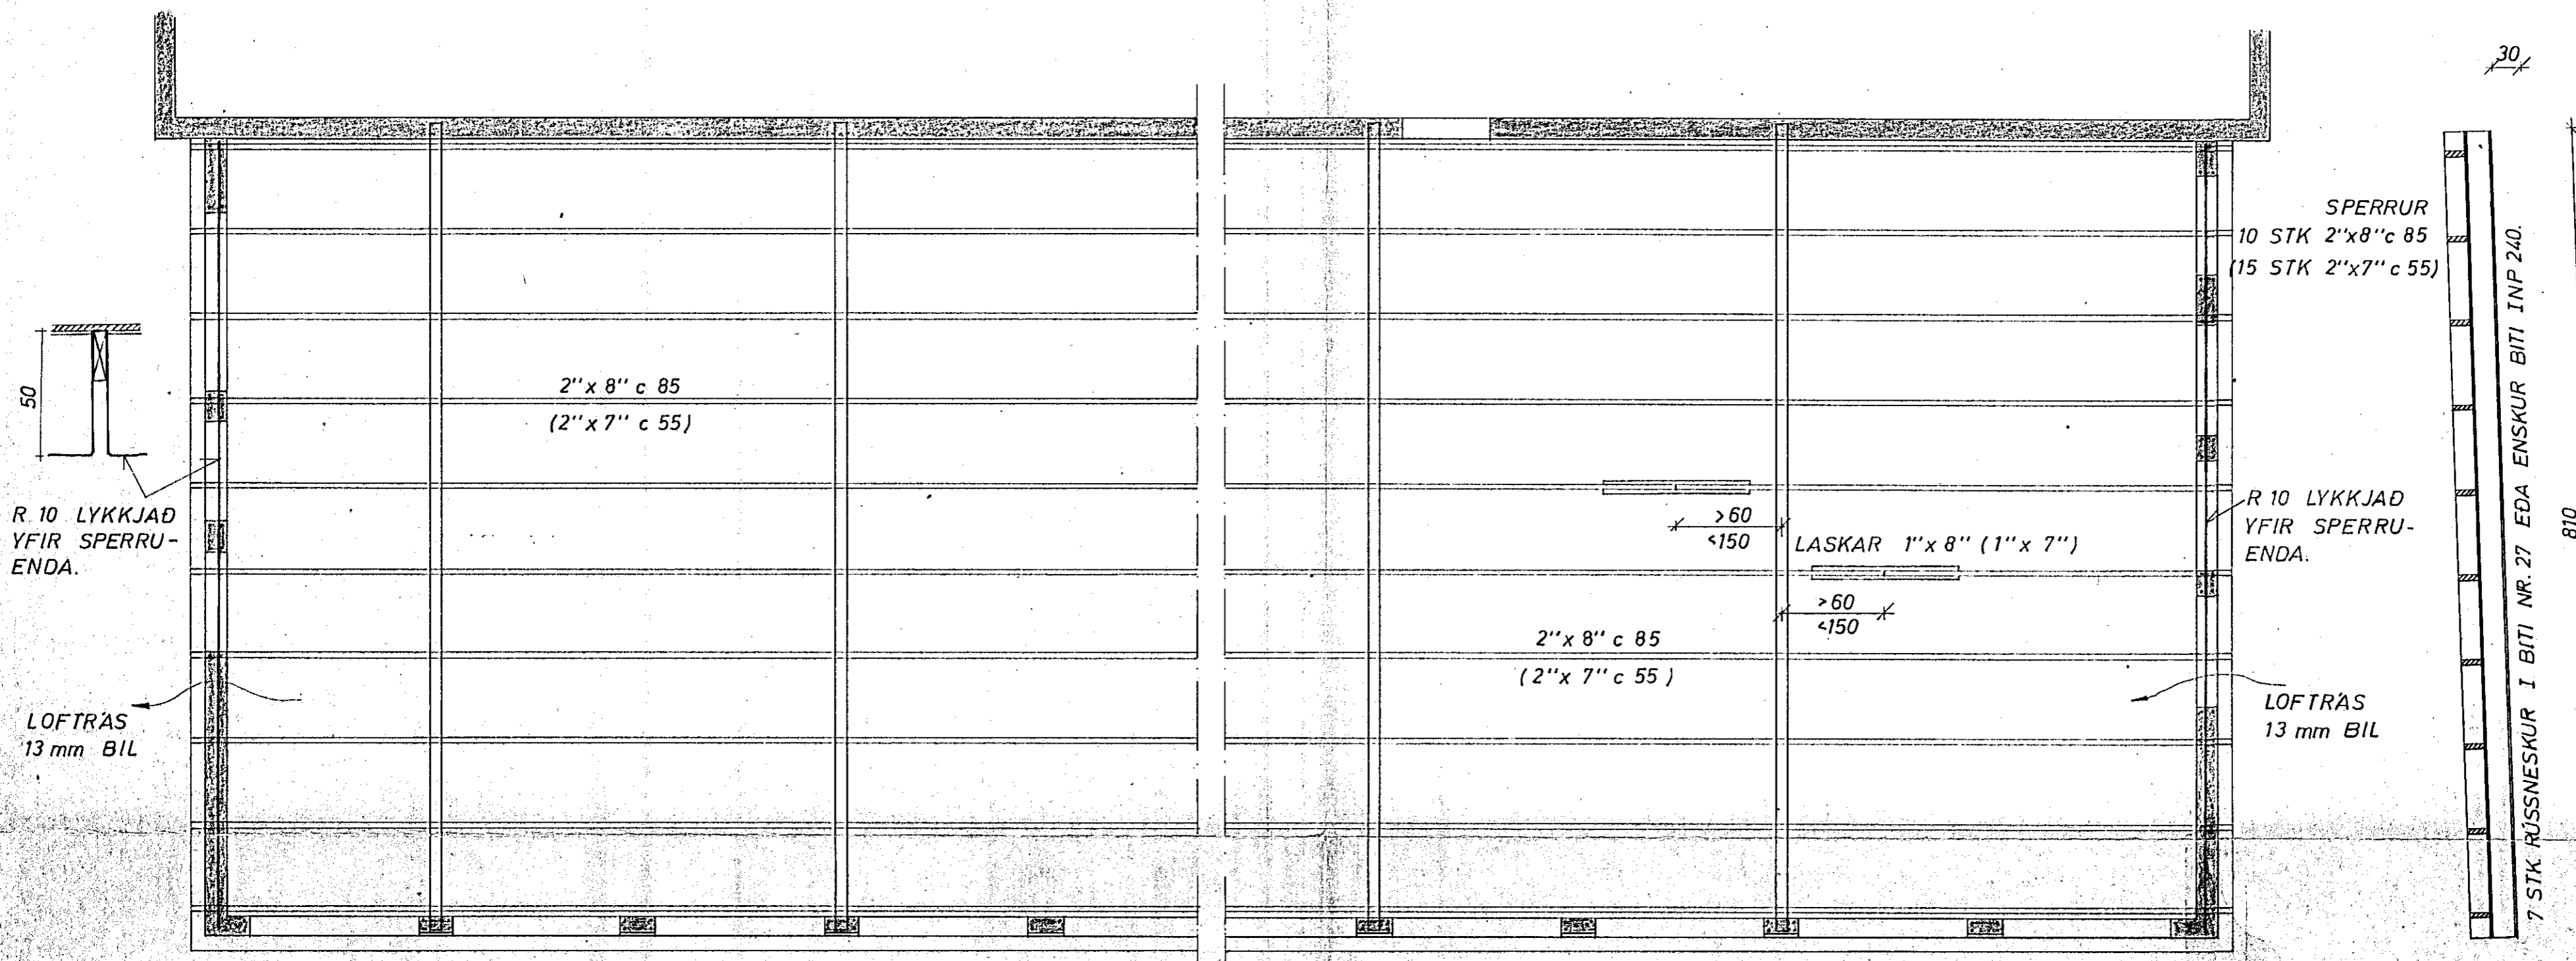 30
SPERRUR
10 STK 2"x8" c 85
(15 STK 2"x7" c 55)
50
2"x 8" c 85
(2"x 7" c 55)
R 10 LYKKJAÐ
YFIR SPERRU-
ENDA.
>60
<150
LASKAR 1"x 8" (1"x 7")
>60
<150
R 10 LYKKJAÐ
YFIR SPERRU-
ENDA.
2"x 8" c 85
(2"x 7" c 55)
LOFTRÁS
13 mm BIL
LOFTRÁS
13 mm BIL
7 STK RÚSSNESKUR I BITI NR. 27 EÐA ENSKUR BITI INP 240.
810